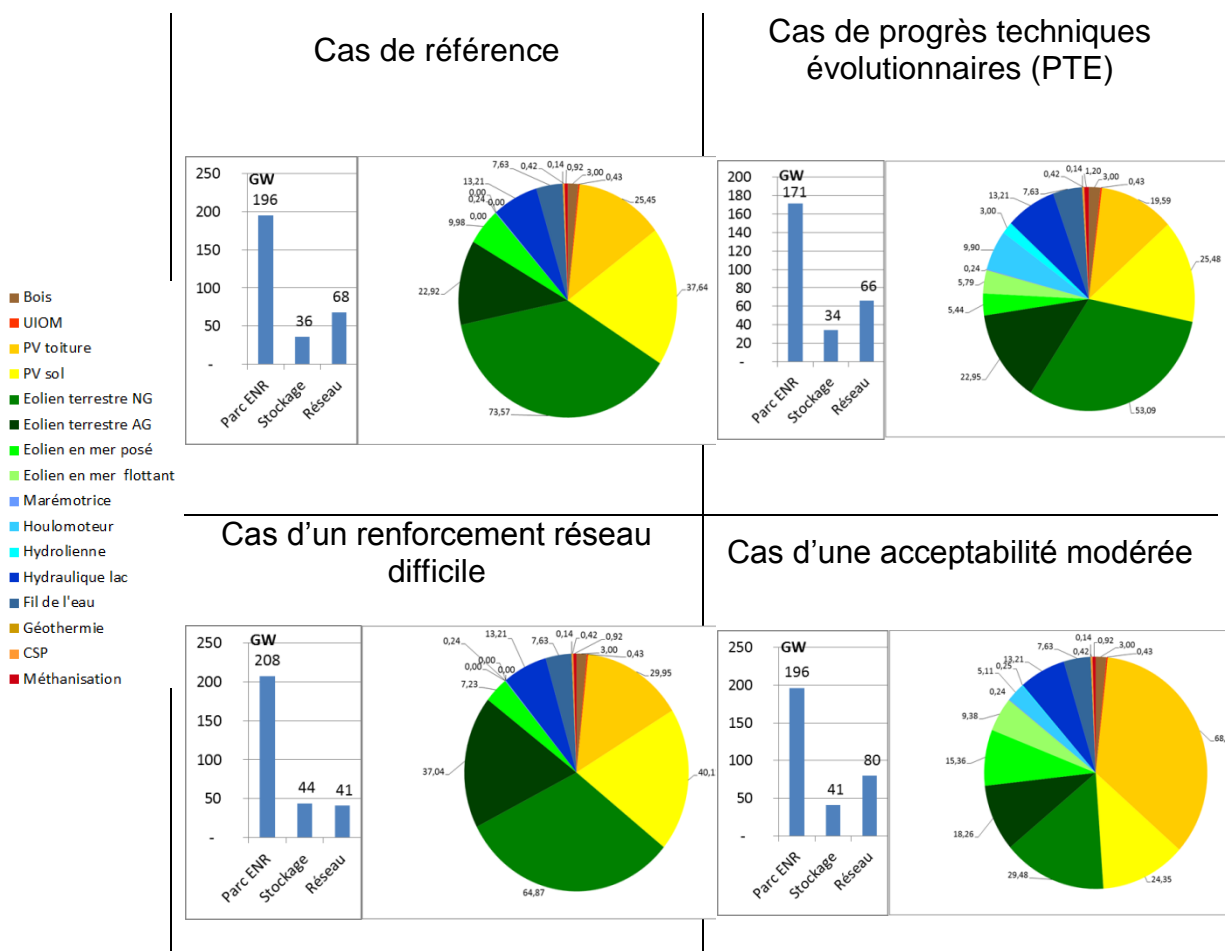 Cas de référence
Cas de progrès techniques
évolutionnaires (PTE)
Bois
UIOM
PV toiture
PV sol
Eolien terrestre NG
Eolien terrestre AG
Eolien en mer posé
Eolien en mer flottant
Marémotrice
Houlomoteur
Hydrolienne
Hydraulique lac
Fil de l'eau
Géothermie
CSP
Méthanisation
GW
250
200
150
100
50
-
196
36
68
Parc ENR
Stockage
Réseau
7,63
0,42
0,14
0,92
3,00
0,43
25,45
37,64
73,57
22,92
9,98
0,00
0,24
0,00
0,00
13,21
GW
200
180
160
140
120
100
80
60
40
20
-
171
34
66
Parc ENR
Stockage
Réseau
0,14
0,42
1,20
3,00
0,43
19,59
25,48
53,09
22,95
5,44
5,79
0,24
9,90
3,00
13,21
7,63
Cas d’un renforcement réseau
difficile
Cas d’une acceptabilité modérée
GW
250
200
150
100
50
-
208
44
41
Parc ENR
Stockage
Réseau
13,21
7,63
0,14
0,42
0,92
3,00
0,43
29,95
40,1
64,87
37,04
7,23
0,00
0,24
0,00
0,00
GW
250
200
150
100
50
-
196
41
80
Parc ENR
Stockage
Réseau
7,63
0,14
0,42
0,92
3,00
0,43
68,
24,35
29,48
18,26
15,36
9,38
0,24
5,11
0,25
13,21